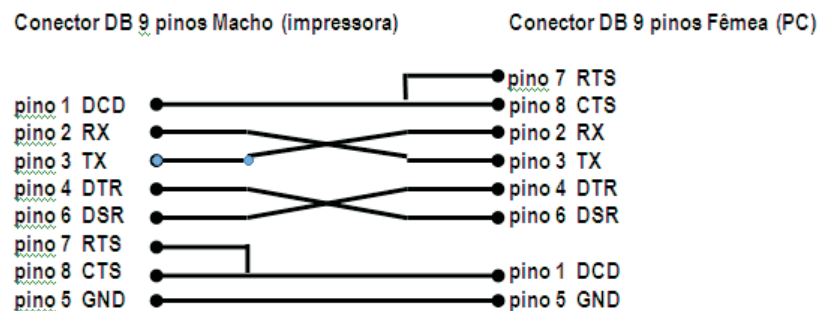 Conector DB 9 pinos Macho (impressora)
Conector DB 9 pinos Fêmea (PC)
pino 7 RTS
pino 1 DCD
pino 8 CTS
pino 2 RX
pino 2 RX
pino 3 TX
pino 3 TX
pino 4 DTR
pino 4 DTR
pino 6 DSR
pino 6 DSR
pino 7 RTS
pino 8 CTS
pino 1 DCD
pino 5 GND
pino 5 GND